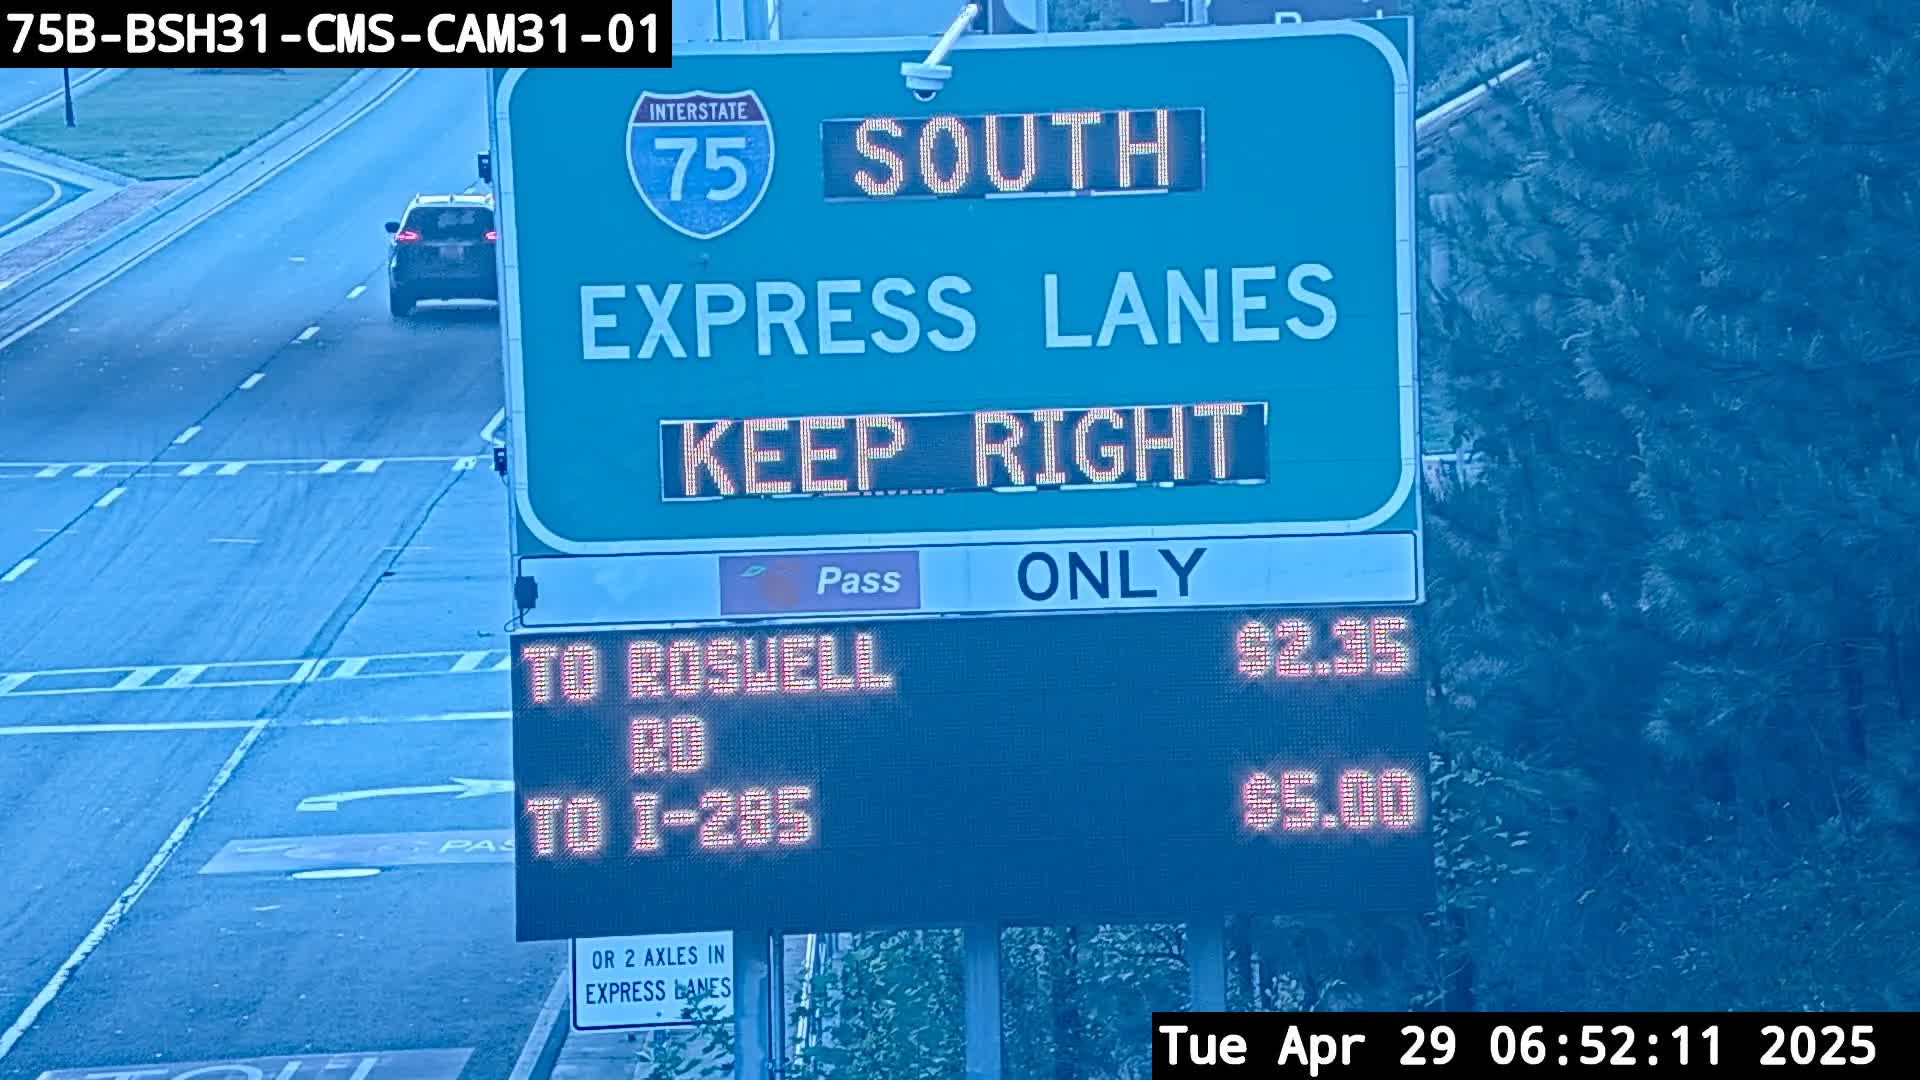 75B-BSH31-CMS-CAM31-01
INTERSTATE
75
SOUTH
EXPRESS LANES
KEEP RIGHT
Pass ONLY
TO ROSWELL $2.35
RD
TO I-285 $5.00
OR 2 AXLES IN
EXPRESS LANES
Tue Apr 29 06:52:11 2025